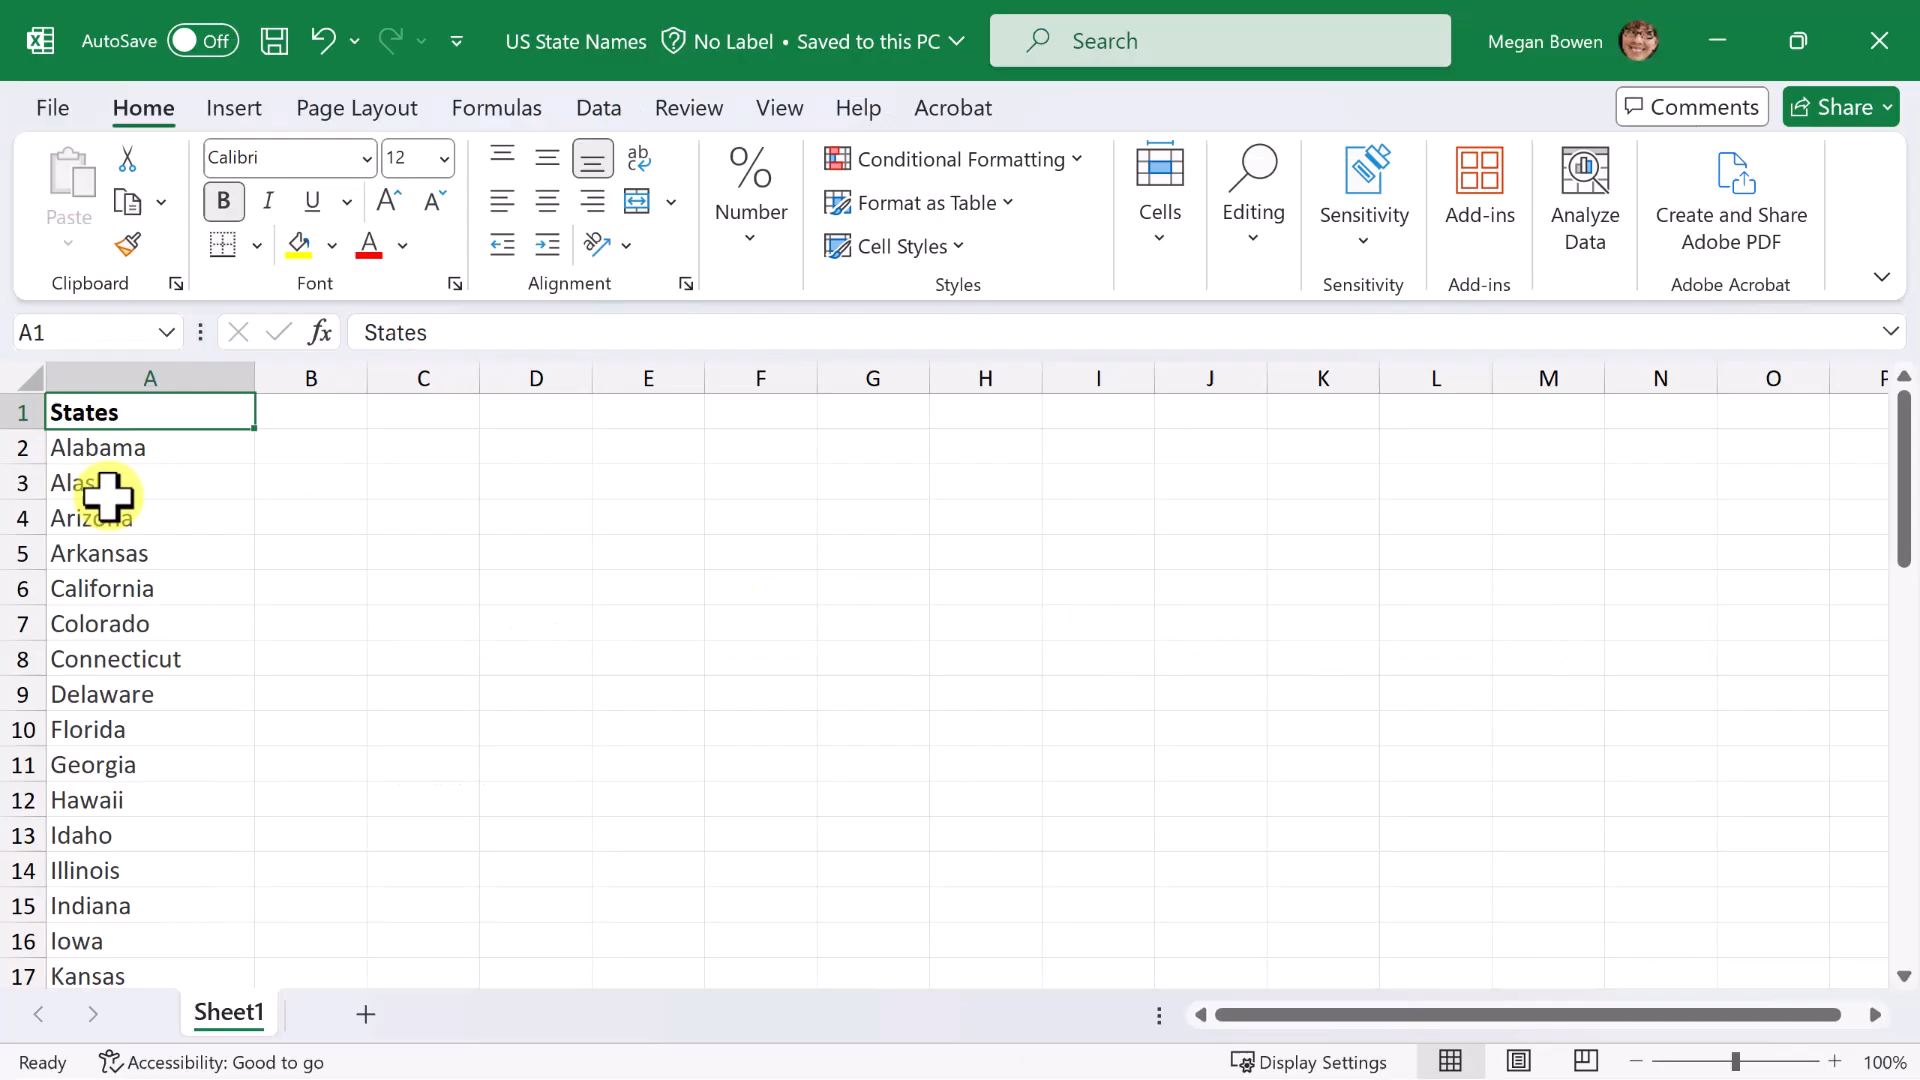 AutoSave Off US State Names No Label • Saved to this PC Search Megan Bowen
File Home Insert Page Layout Formulas Data Review View Help Acrobat Comments Share
Paste
Clipboard
Calibri 12
B I U A A
A
Font
ab
c
ab
Alignment
%
Number
Conditional Formatting
Format as Table
Cell Styles
Styles
Cells
Editing
Sensitivity
Sensitivity
Add-ins
Add-ins
Analyze
Data
Create and Share
Adobe PDF
Adobe Acrobat
A1 fx States
A B C D E F G H I J K L M N O
1 States
2 Alabama
3 Alas
4 Arizona
5 Arkansas
6 California
7 Colorado
8 Connecticut
9 Delaware
10 Florida
11 Georgia
12 Hawaii
13 Idaho
14 Illinois
15 Indiana
16 Iowa
17 Kansas
Sheet1
Ready Accessibility: Good to go Display Settings 100%